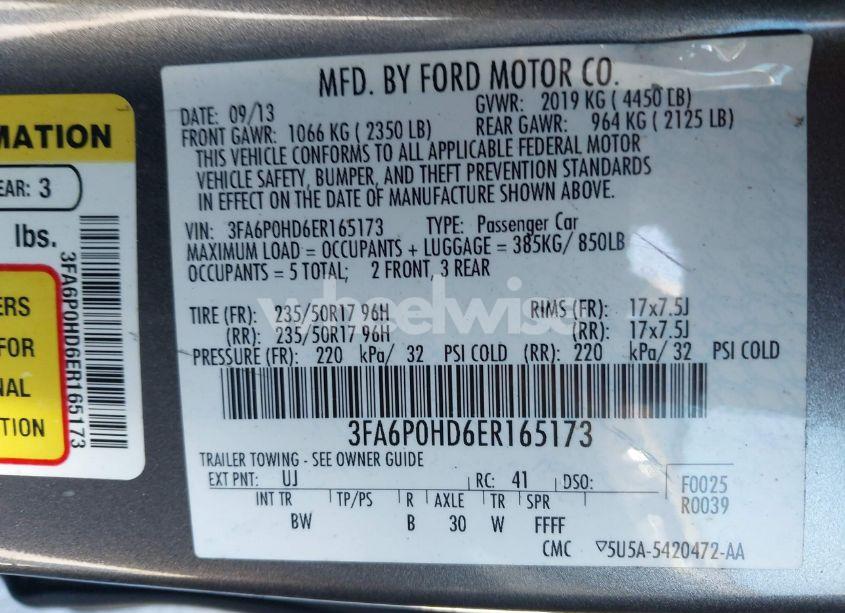 MATION
EAR: 3
lbs.
3FA6P0HD6ER165173
ERS
FOR
NAL
TION
MFD. BY FORD MOTOR CO.
DATE: 09/13 GVWR: 2019 KG ( 4450 LB)
FRONT GAWR: 1066 KG ( 2350 LB) REAR GAWR: 964 KG ( 2125 LB)
THIS VEHICLE CONFORMS TO ALL APPLICABLE FEDERAL MOTOR
VEHICLE SAFETY, BUMPER, AND THEFT PREVENTION STANDARDS
IN EFFECT ON THE DATE OF MANUFACTURE SHOWN ABOVE.
VIN: 3FA6P0HD6ER165173 TYPE: Passenger Car
MAXIMUM LOAD = OCCUPANTS + LUGGAGE = 385KG/ 850LB
OCCUPANTS = 5 TOTAL; 2 FRONT, 3 REAR
wheelwise
TIRE (FR): 235/50R17 96H RIMS (FR): 17x7.5J
(RR): 235/50R17 96H (RR): 17x7.5J
PRESSURE (FR): 220 kPa/ 32 PSI COLD (RR): 220 kPa/ 32 PSI COLD
3FA6P0HD6ER165173
TRAILER TOWING - SEE OWNER GUIDE
EXT PNT: UJ RC: 41 DSO: F0025
INT TR TP/PS R AXLE TR SPR R0039
BW B 30 W FFFF
CMC ▽5U5A-5420472-AA